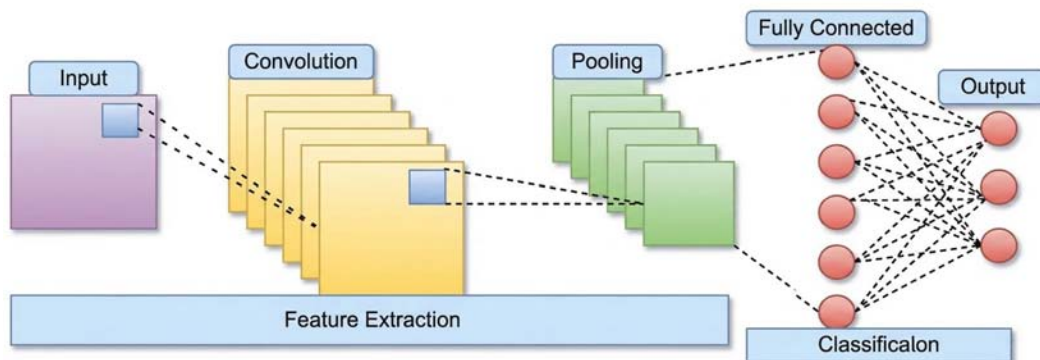 Input
Convolution
Pooling
Fully Connected
Output
Feature Extraction
Classificalon